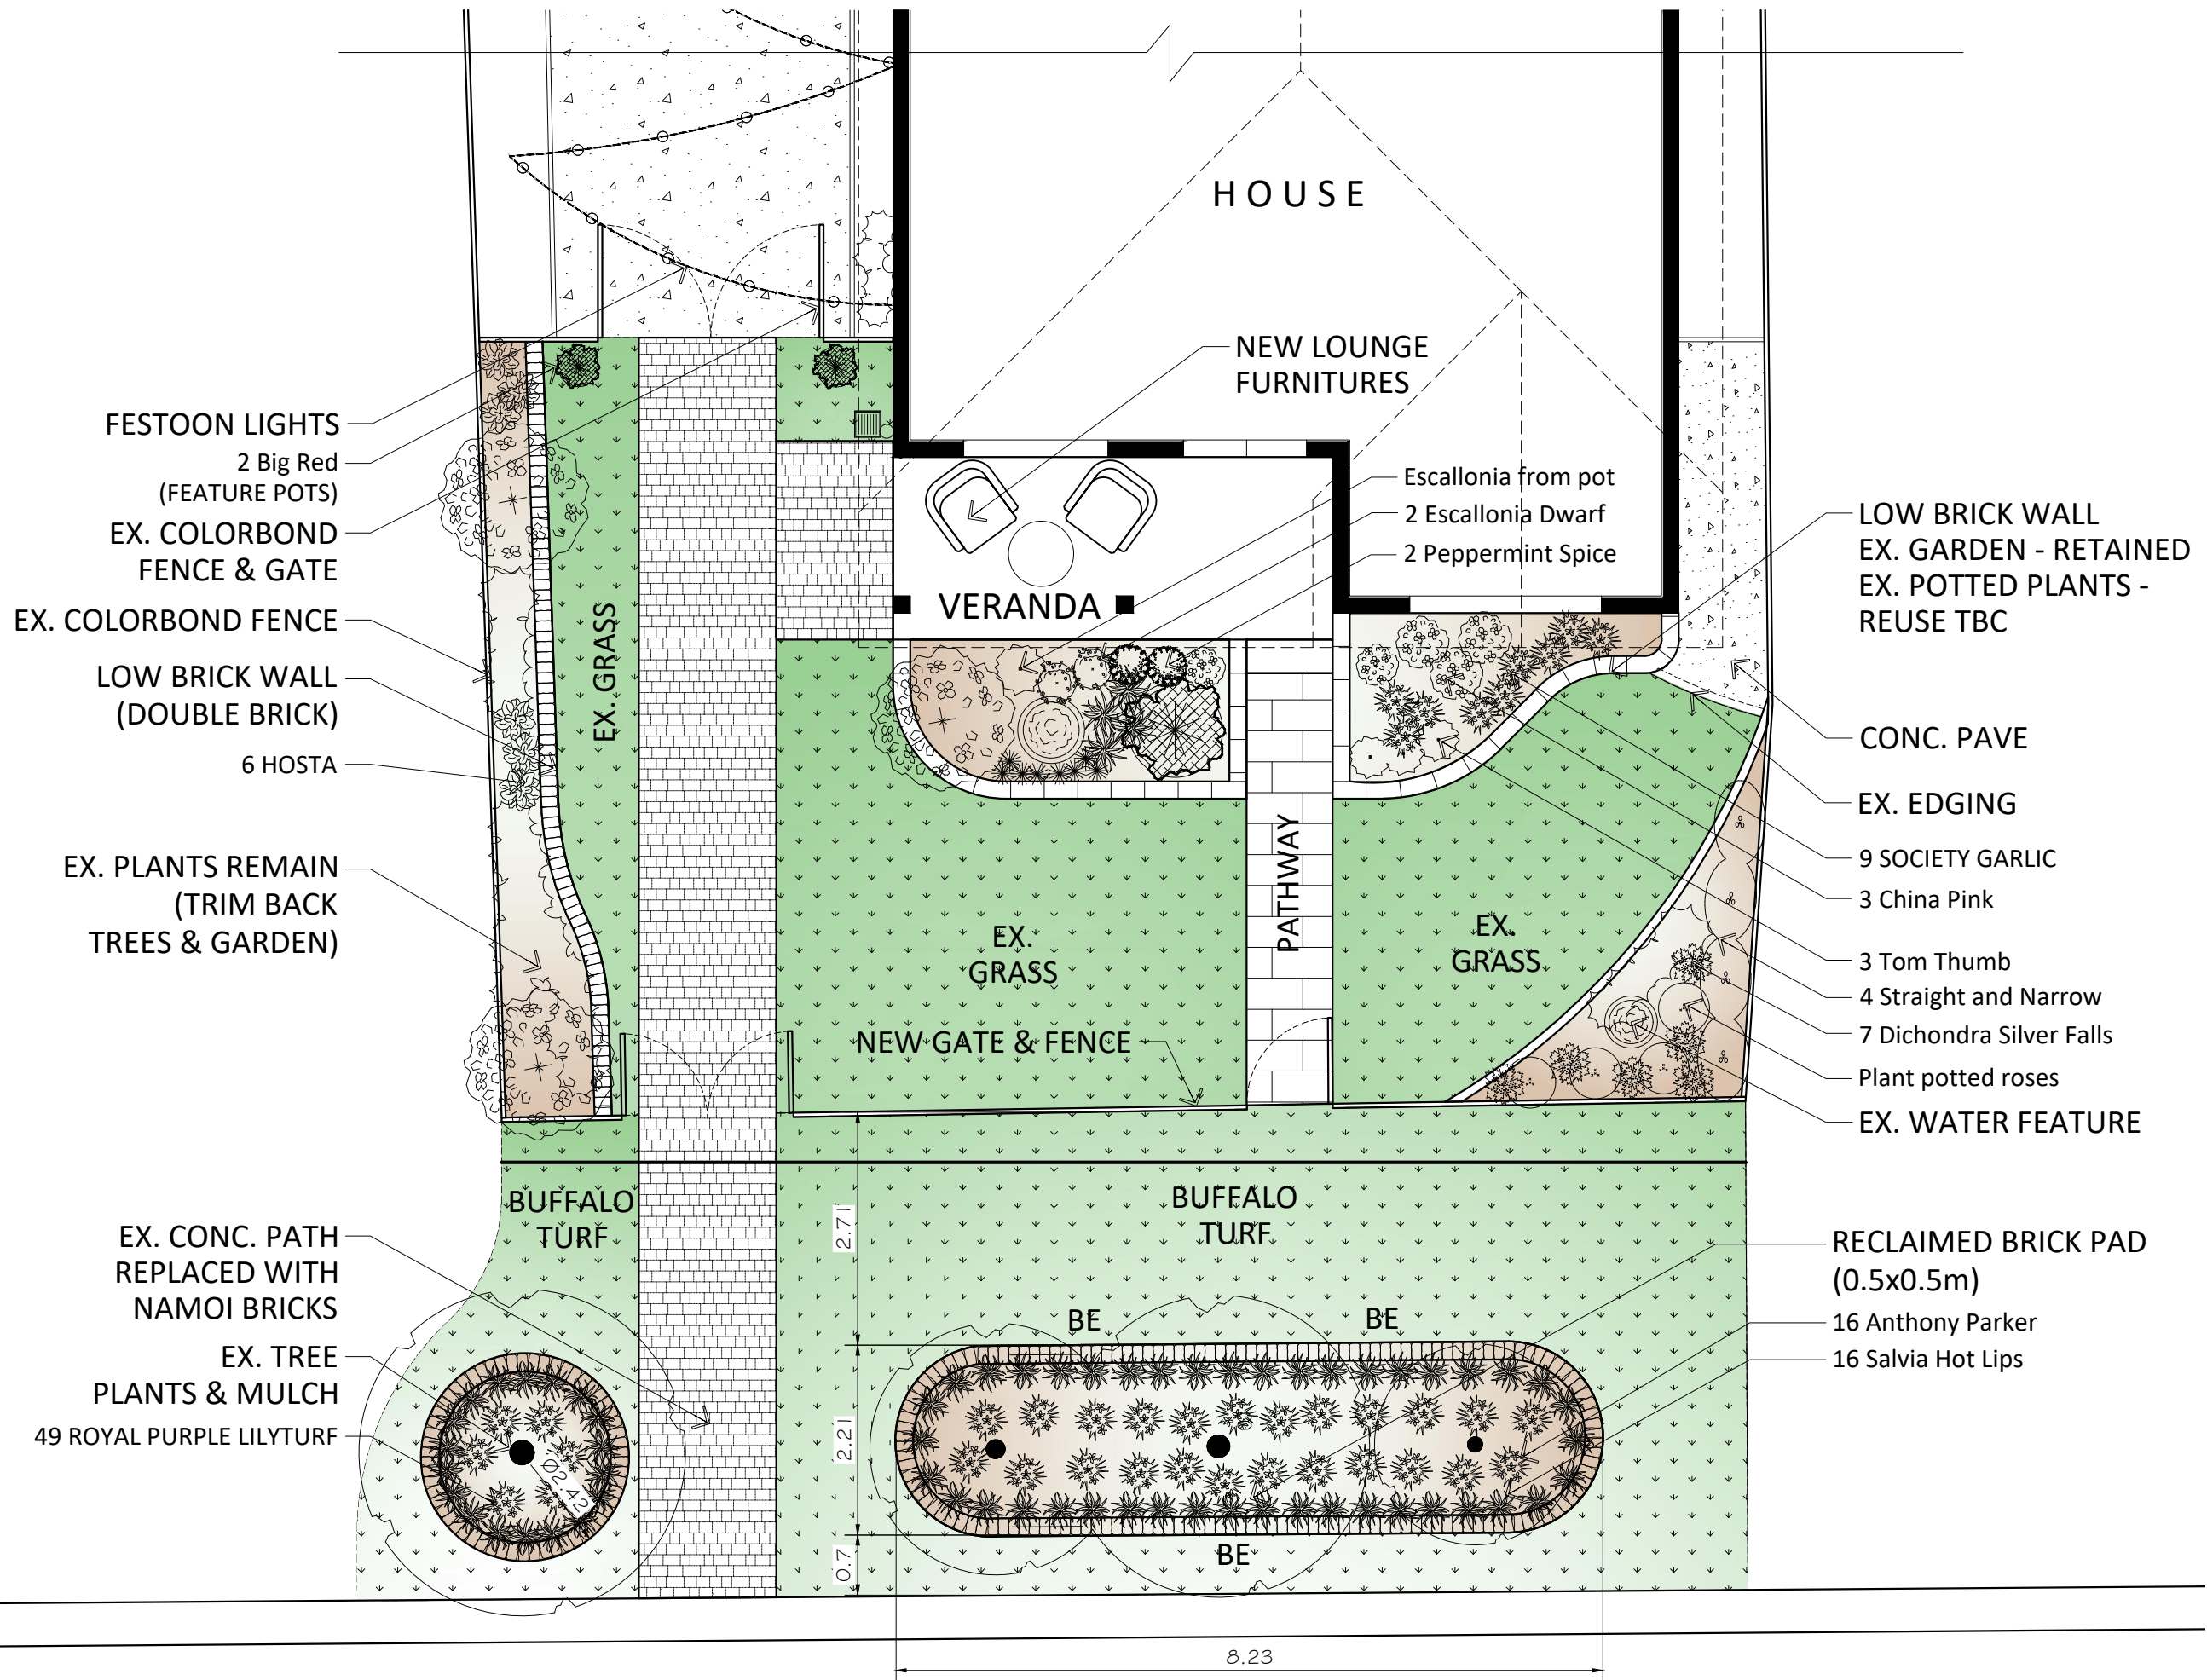 HOUSE
NEW LOUNGE
FURNITURES
FESTOON LIGHTS
2 Big Red
(FEATURE POTS)
EX. COLORBOND
FENCE & GATE
EX. COLORBOND FENCE
LOW BRICK WALL
(DOUBLE BRICK)
6 HOSTA
EX. PLANTS REMAIN
(TRIM BACK
TREES & GARDEN)
EX. CONC. PATH
REPLACED WITH
NAMOI BRICKS
EX. TREE
PLANTS & MULCH
49 ROYAL PURPLE LILYTURF
EX. GRASS
VERANDA
Escallonia from pot
2 Escallonia Dwarf
2 Peppermint Spice
PATHWAY
EX.
GRASS
EX.
GRASS
NEW GATE & FENCE
BUFFALO
TURF
BUFFALO
TURF
BE
BE
BE
2.71
2.21
0.7
Ø2.42
8.23
LOW BRICK WALL
EX. GARDEN - RETAINED
EX. POTTED PLANTS -
REUSE TBC
CONC. PAVE
EX. EDGING
9 SOCIETY GARLIC
3 China Pink
3 Tom Thumb
4 Straight and Narrow
7 Dichondra Silver Falls
Plant potted roses
EX. WATER FEATURE
RECLAIMED BRICK PAD
(0.5x0.5m)
16 Anthony Parker
16 Salvia Hot Lips